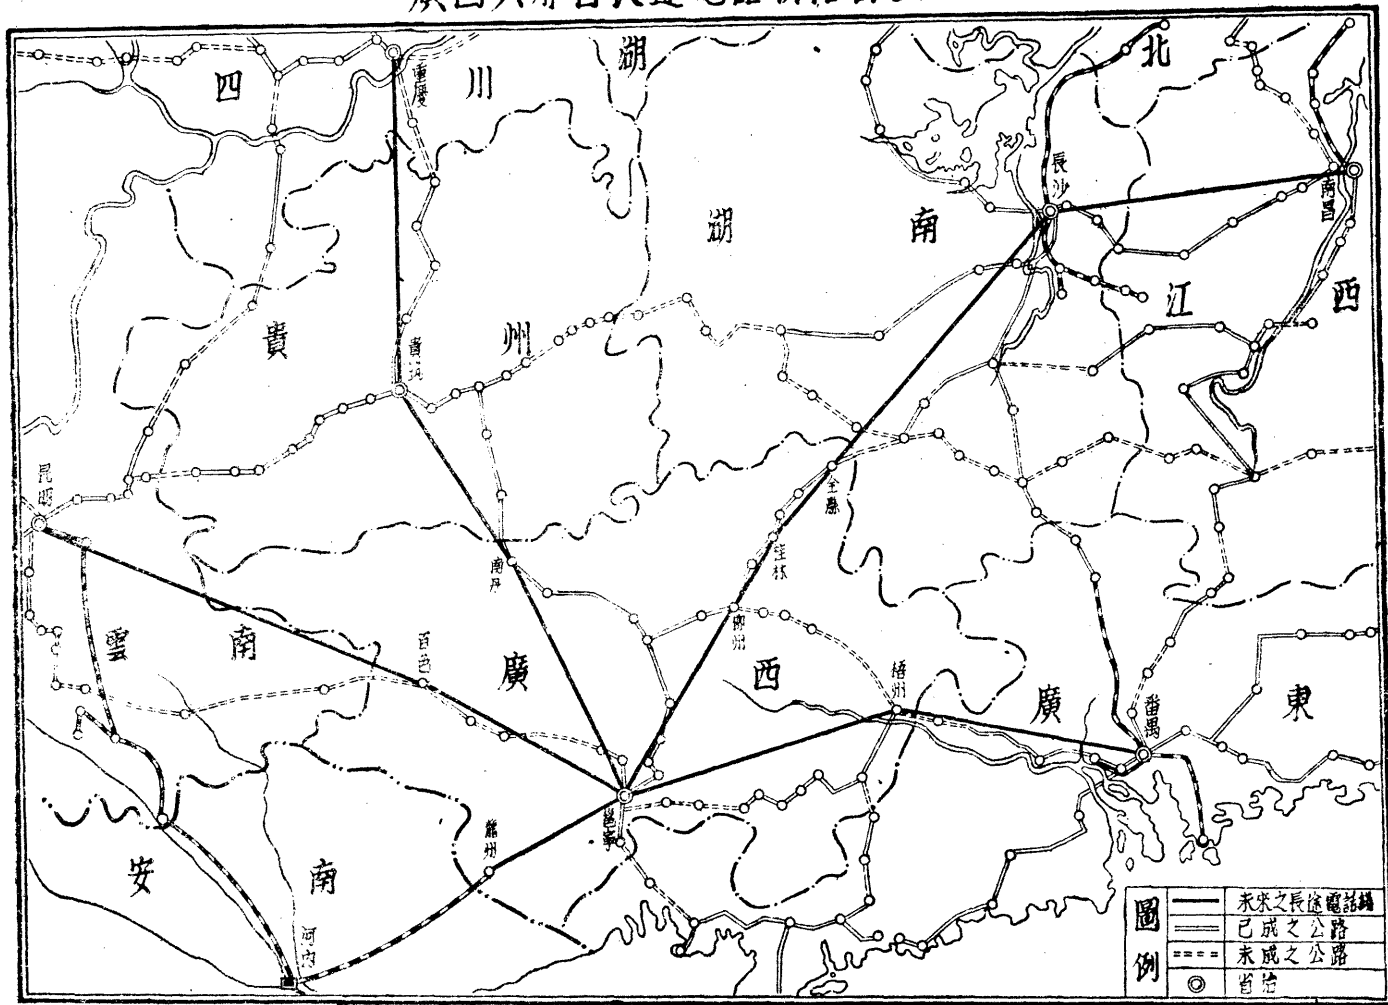 四 川
湖 北
重慶
長沙
南昌
湖 南
江 西
貴 州
貴筑
昆明
全縣
桂林
南丹
柳州
百色
雲 南
廣 西
梧州
廣 東
番禺
邕寧
龍州
安 南
河內
圖例
未來之長途電話線
已成之公路
未成之公路
省治